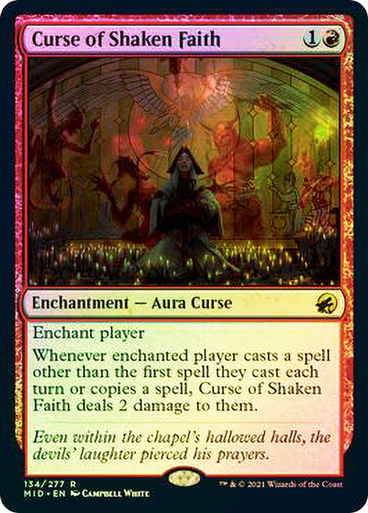 Curse of Shaken Faith 1
Enchantment — Aura Curse
Enchant player
Whenever enchanted player casts a spell
other than the first spell they cast each
turn or copies a spell, Curse of Shaken
Faith deals 2 damage to them.
Even within the chapel's hallowed halls, the
devils' laughter pierced his prayers.
134/277 R
MID • EN Campbell White ™ & © 2021 Wizards of the Coast